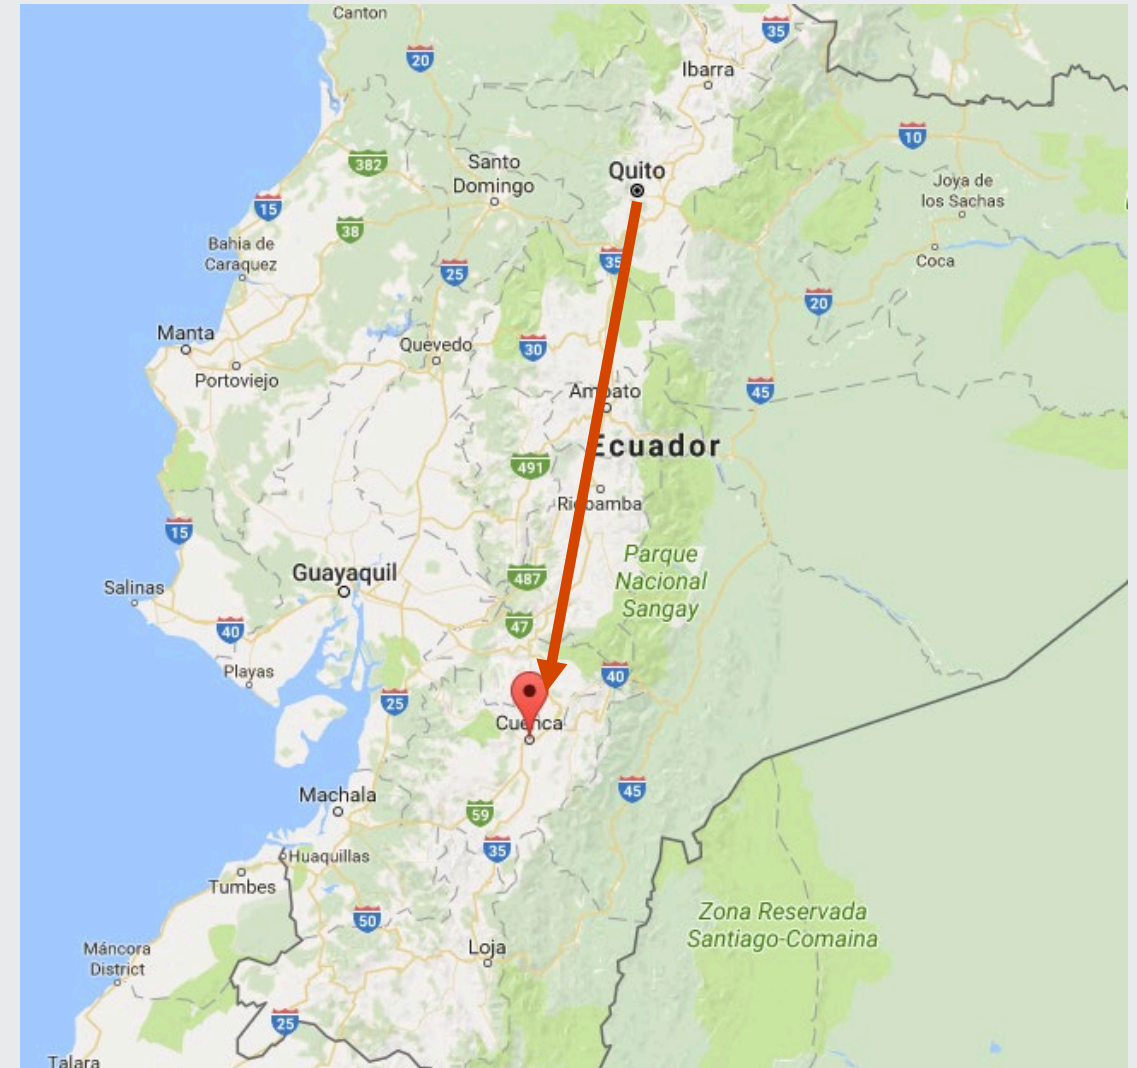 Canton
35
20
Ibarra
10
382
Santo
Domingo
Quito
Joya de
los Sachas
15
38
Bahia de
Caraquez
35
25
Coca
20
Manta
Quevedo
30
Portoviejo
Ambato
45
Ecuador
491
Riobamba
15
Parque
Nacional
Sangay
Guayaquil
487
Salinas
40
47
Playas
40
25
Cuenca
45
Machala
59
35
Huaquillas
Tumbes
50
Zona Reservada
Santiago-Comaina
Loja
Máncora
District
25
Talara